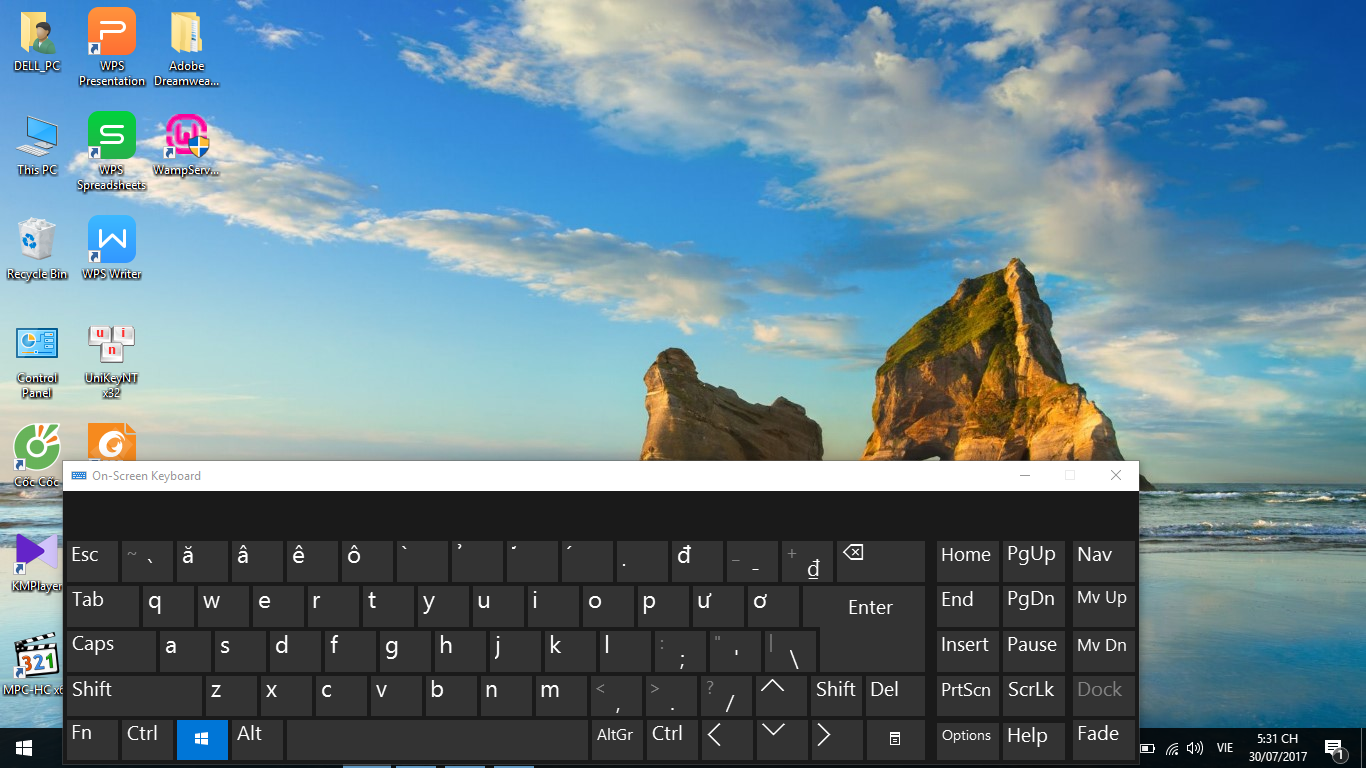 DELL_PC
WPS
Presentation
Adobe
Dreamwea...
This PC
WPS
Spreadsheets
WampServ...
Recycle Bin
WPS Writer
Control
Panel
u i
n
UniKeyNT
x32
Cốc Cốc
KMPlayer
321
MPC-HC x
On-Screen Keyboard
Esc ~ ` ă â ê ô ̀ ̉ ̃ ́ . đ _ - + ₫ Home PgUp Nav
Tab q w e r t y u i o p ư ơ Enter End PgDn Mv Up
Caps a s d f g h j k l : ; " ' | \ Insert Pause Mv Dn
Shift z x c v b n m < , > . ? / Shift Del PrtScn ScrLk Dock
Fn Ctrl Alt AltGr Ctrl Options Help Fade
VIE
5:31 CH
30/07/2017
1